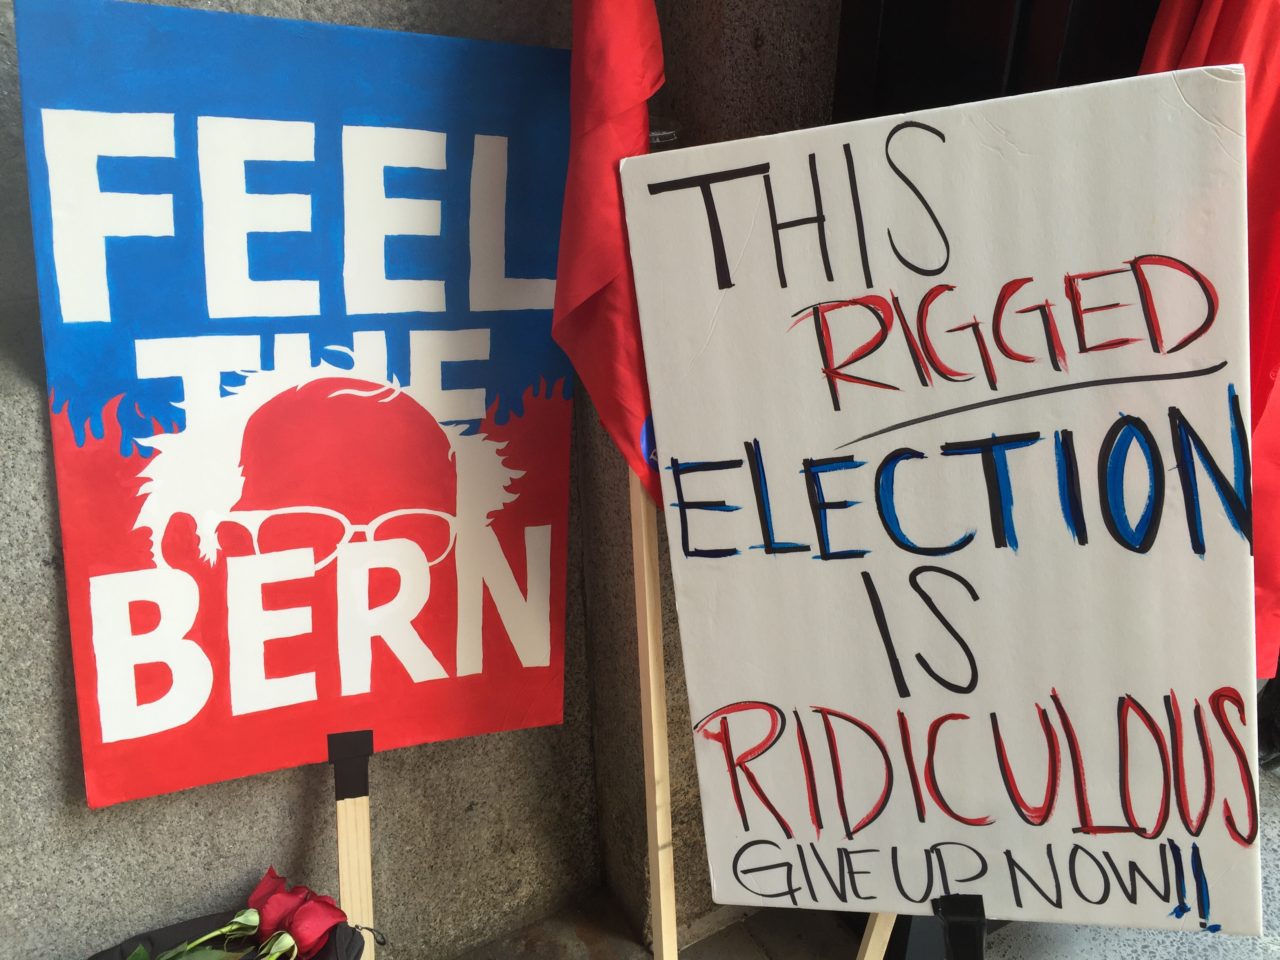 FEEL
THE
BERN
THIS
RIGGED
ELECTION
IS
RIDICULOUS
GIVE UP NOW!!